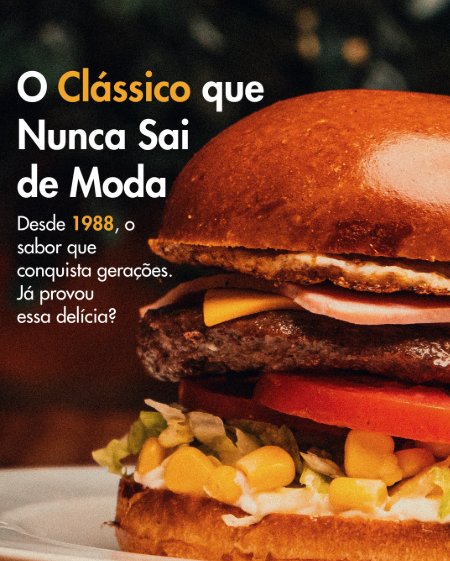 O Clássico que
Nunca Sai
de Moda
Desde 1988, o
sabor que
conquista gerações.
Já provou
essa delícia?